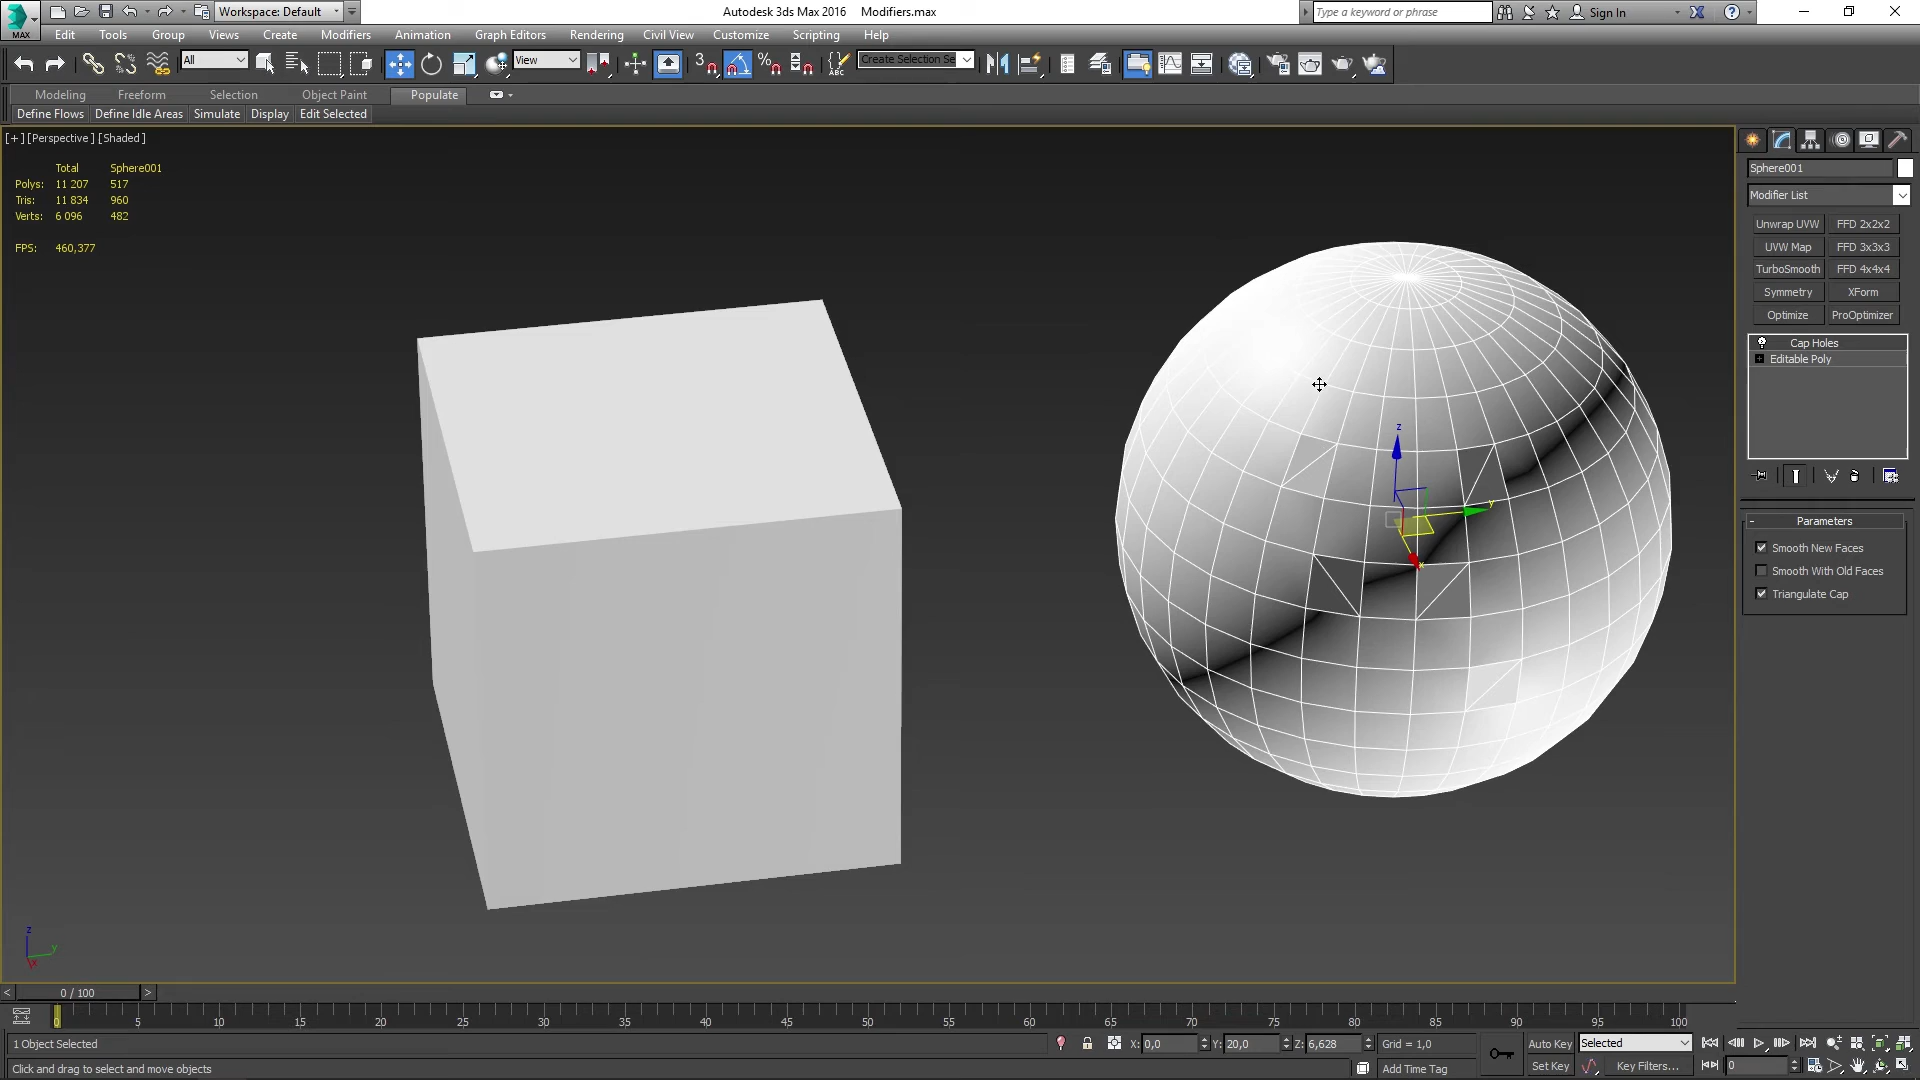 Workspace: Default
Autodesk 3ds Max 2016 Modifiers.max
Type a keyword or phrase
Sign In
MAX
Edit Tools Group Views Create Modifiers Animation Graph Editors Rendering Civil View Customize Scripting Help
All
View
3
%
ABC
Create Selection Se
Modeling Freeform Selection Object Paint Populate
Define Flows Define Idle Areas Simulate Display Edit Selected
[+] [Perspective] [Shaded]
Total Sphere001
Polys: 11 207 517
Tris: 11 834 960
Verts: 6 096 482
FPS: 460,377
Sphere001
Modifier List
Unwrap UVW FFD 2x2x2
UVW Map FFD 3x3x3
TurboSmooth FFD 4x4x4
Symmetry XForm
Optimize ProOptimizer
Cap Holes
Editable Poly
Parameters
Smooth New Faces
Smooth With Old Faces
Triangulate Cap
z
y
x
z
y
x
< 0 / 100 >
0 5 10 15 20 25 30 35 40 45 50 55 60 65 70 75 80 85 90 95 100
1 Object Selected
X: 0,0 Y: 20,0 Z: 6,628 Grid = 1,0
Auto Key Selected
Click and drag to select and move objects
Add Time Tag
Set Key Key Filters... 0